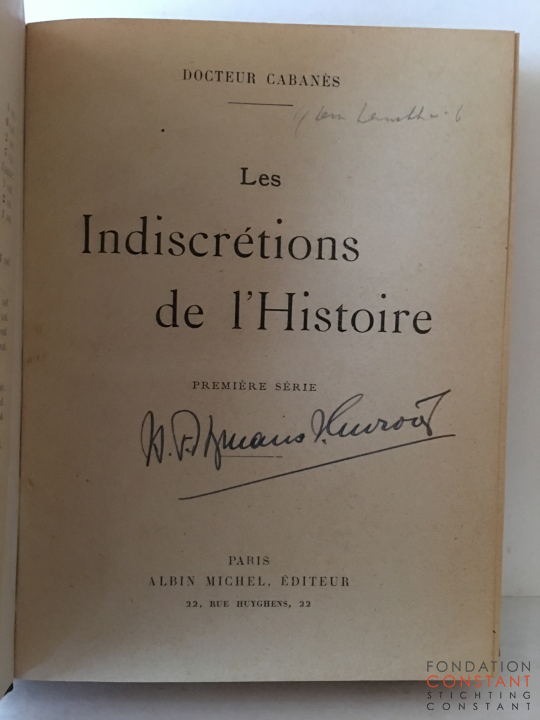 DOCTEUR CABANÈS
Les
Indiscrétions
de l'Histoire
PREMIÈRE SÉRIE
PARIS
ALBIN MICHEL, ÉDITEUR
22, RUE HUYGHENS, 22
FONDATION
CONSTANT
STICHTING
CONSTANT